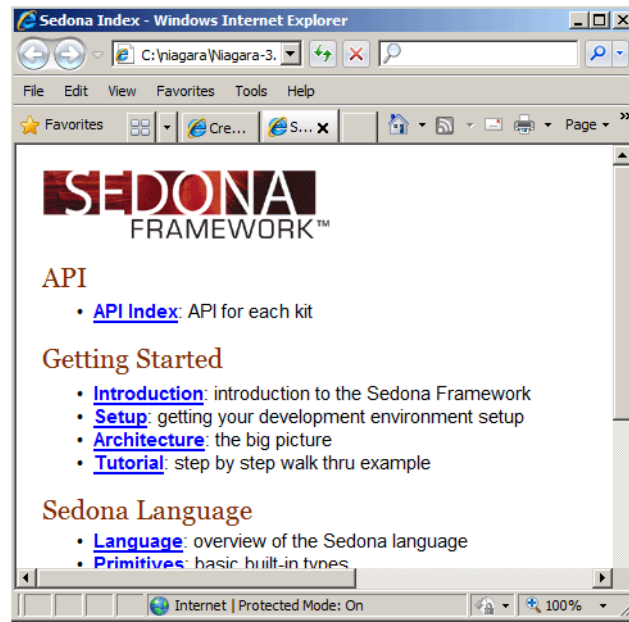 Sedona Index - Windows Internet Explorer
C:\niagara\Niagara-3.
File Edit View Favorites Tools Help
Favorites Cre... S... Page »
SEDONA
FRAMEWORK™
API
• API Index: API for each kit
Getting Started
• Introduction: introduction to the Sedona Framework
• Setup: getting your development environment setup
• Architecture: the big picture
• Tutorial: step by step walk thru example
Sedona Language
• Language: overview of the Sedona language
• Primitives: basic built-in types
Internet | Protected Mode: On 100%